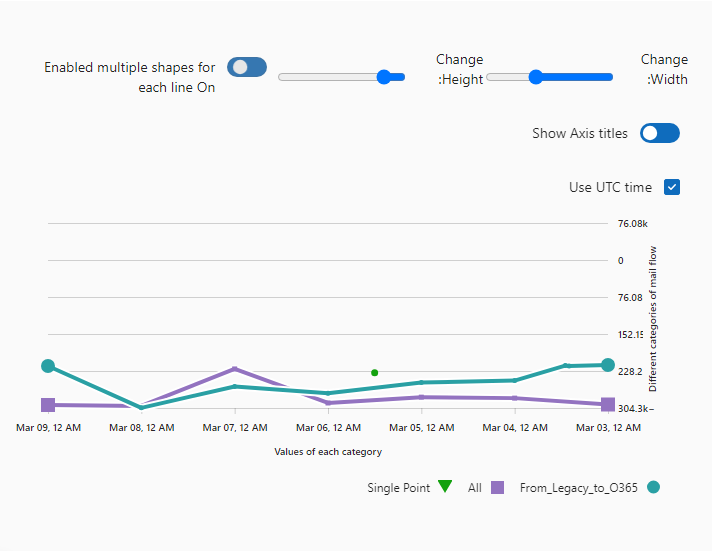 Enabled multiple shapes for
each line On
Change
:Height
Change
:Width
Show Axis titles
Use UTC time
76.08k
0
76.08
152.15
228.2
304.3k–
Different categories of mail flow
Mar 09, 12 AM Mar 08, 12 AM Mar 07, 12 AM Mar 06, 12 AM Mar 05, 12 AM Mar 04, 12 AM Mar 03, 12 AM
Values of each category
Single Point All From_Legacy_to_O365